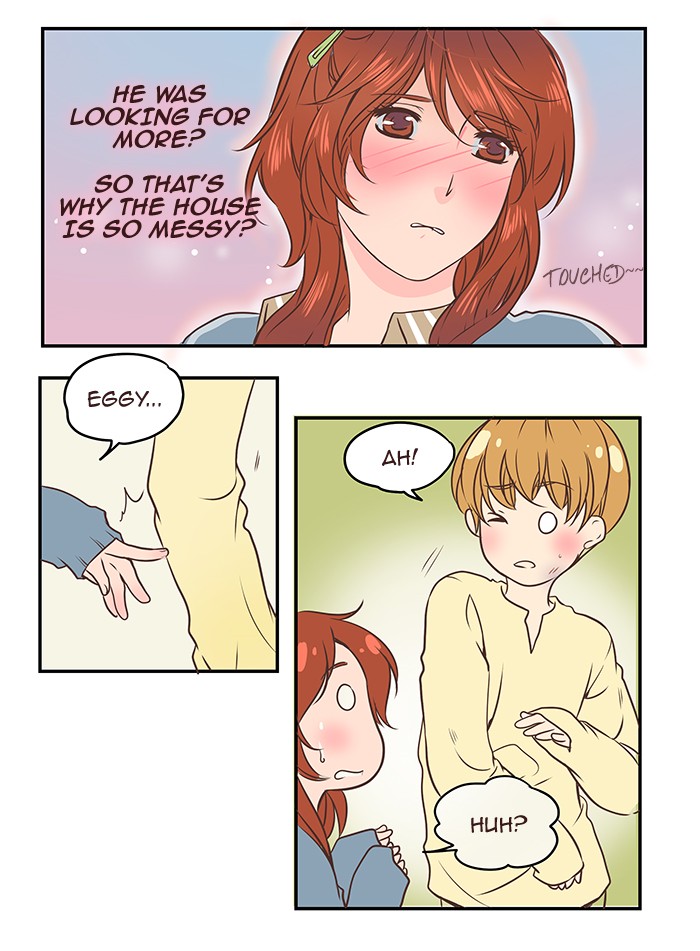 HE WAS
LOOKING FOR
MORE?
SO THAT'S
WHY THE HOUSE
IS SO MESSY?
TOUCHED~~
EGGY...
AH!
HUH?